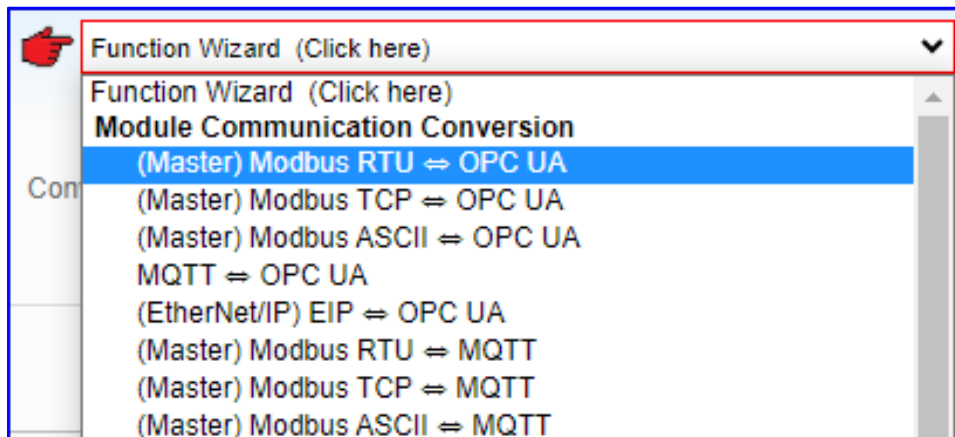 Function Wizard (Click here)
Function Wizard (Click here)
Module Communication Conversion
(Master) Modbus RTU ⇔ OPC UA
Con
(Master) Modbus TCP ⇔ OPC UA
(Master) Modbus ASCII ⇔ OPC UA
MQTT ⇔ OPC UA
(EtherNet/IP) EIP ⇔ OPC UA
(Master) Modbus RTU ⇔ MQTT
(Master) Modbus TCP ⇔ MQTT
(Master) Modbus ASCII ⇔ MQTT